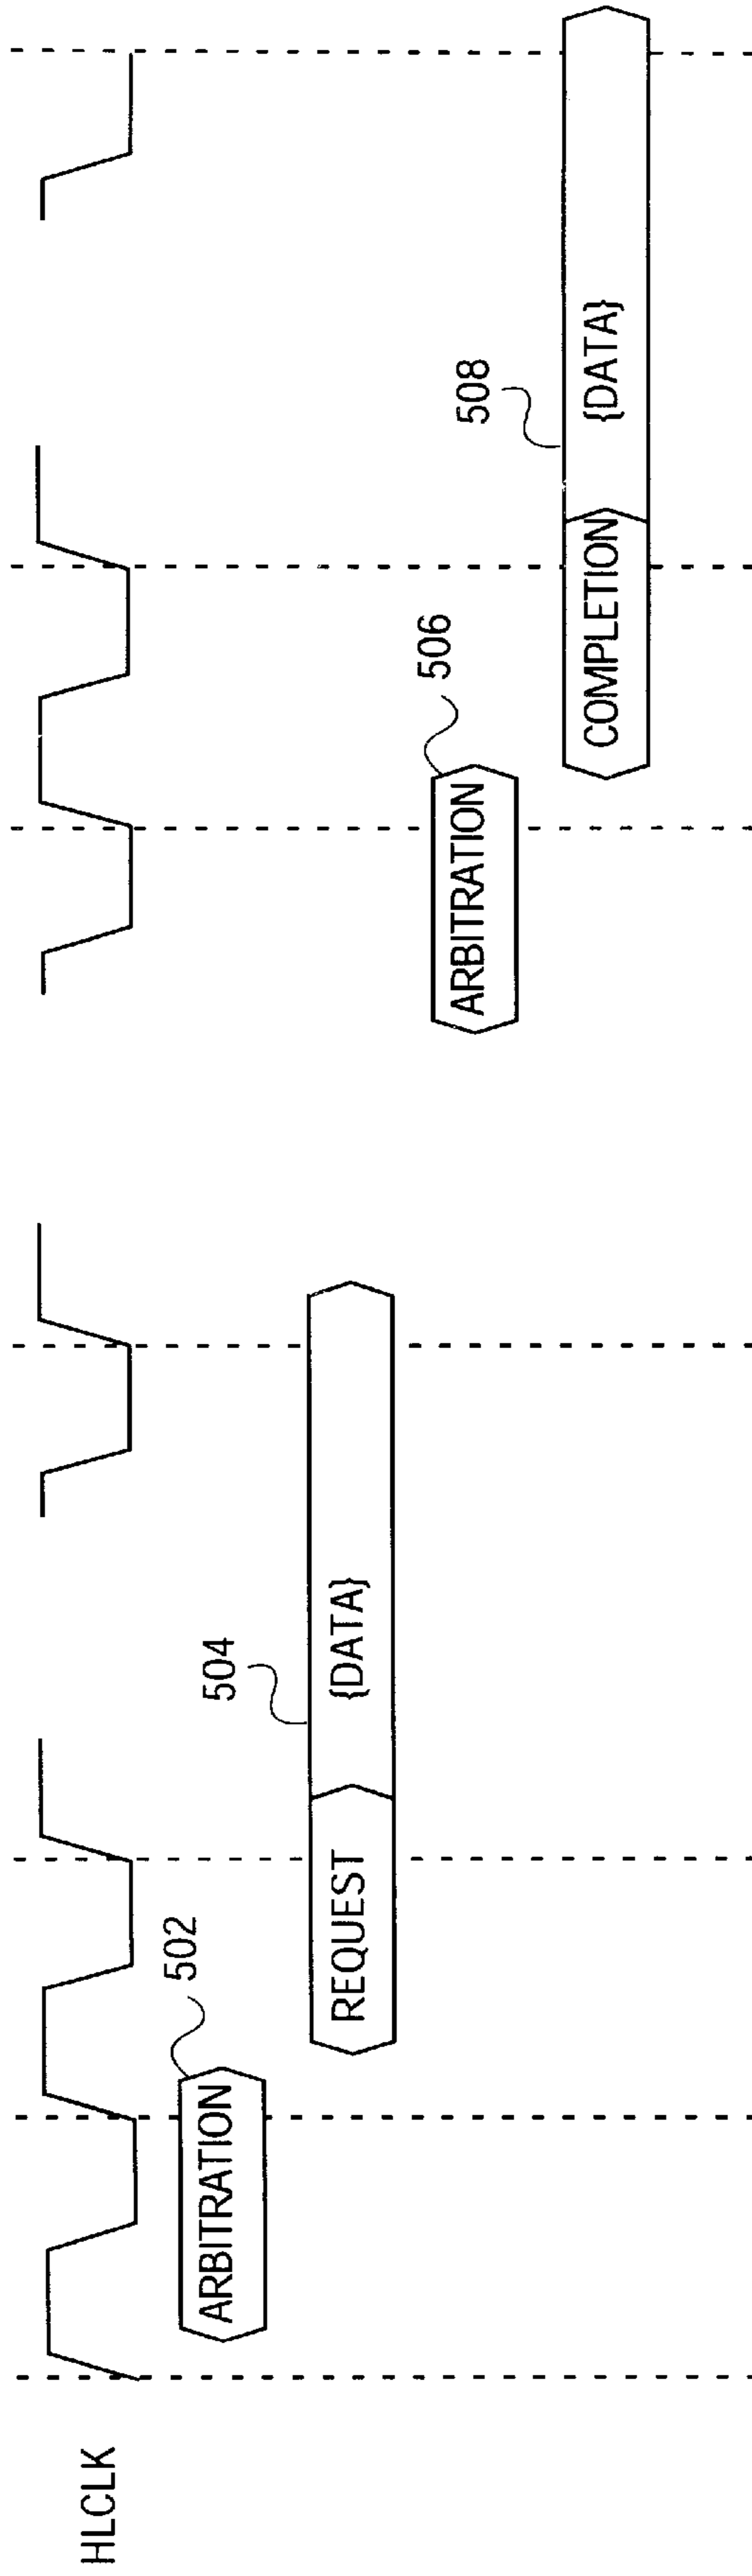 HLCLK
502
ARBITRATION
504
REQUEST {DATA}
506
ARBITRATION
508
COMPLETION {DATA}